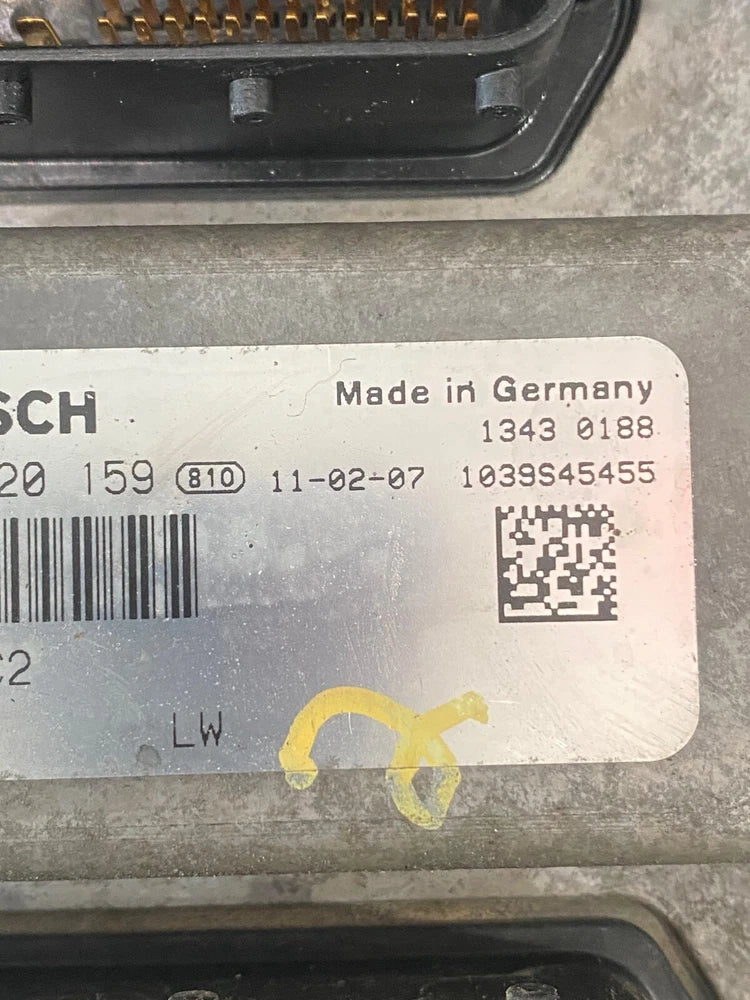 SCH
Made in Germany
1343 0188
20 159 810 11-02-07 1039S45455
C2
LW